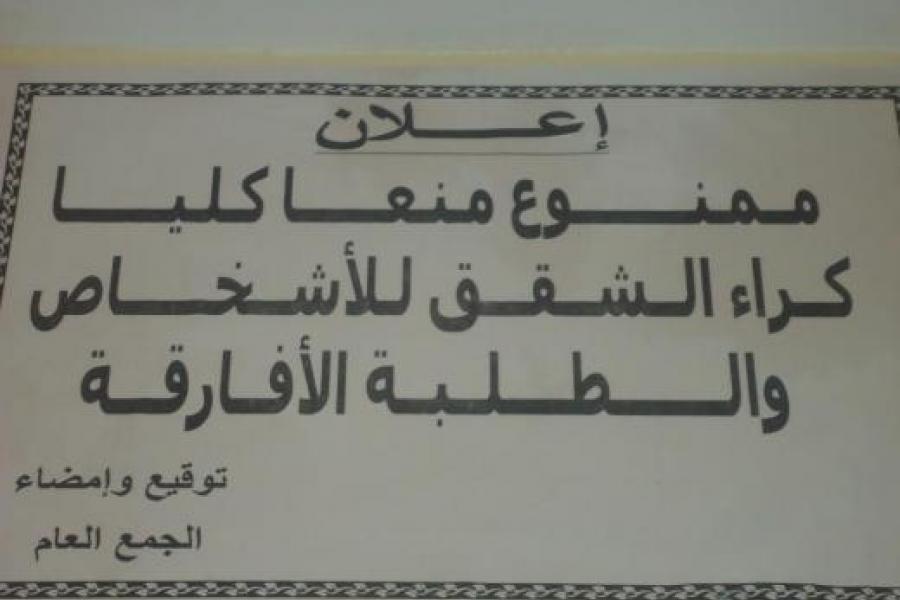 إعلان
ممنوع منعا كليا
كراء الشقق للأشخاص
والطلبة الأفارقة
توقيع وإمضاء
الجمع العام